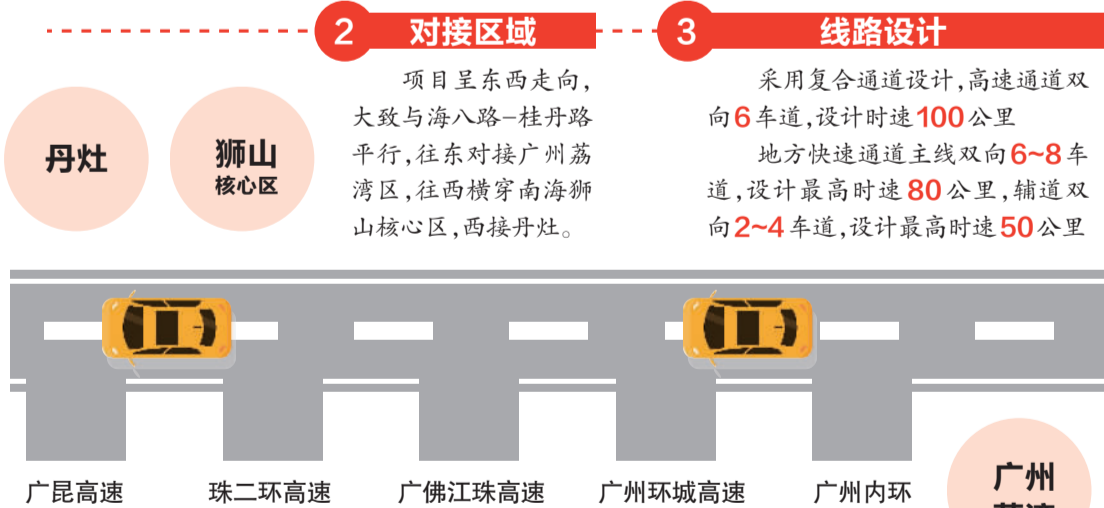 2 对接区域
项目呈东西走向，
大致与海八路-桂丹路
平行，往东对接广州荔
湾区，往西横穿南海狮
山核心区，西接丹灶。
3 线路设计
采用复合通道设计，高速通道双
向6车道，设计时速100公里
地方快速通道主线双向6~8车
道，设计最高时速80公里，辅道双
向2~4车道，设计最高时速50公里
丹灶
狮山
核心区
广昆高速
珠二环高速
广佛江珠高速
广州环城高速
广州内环
广州